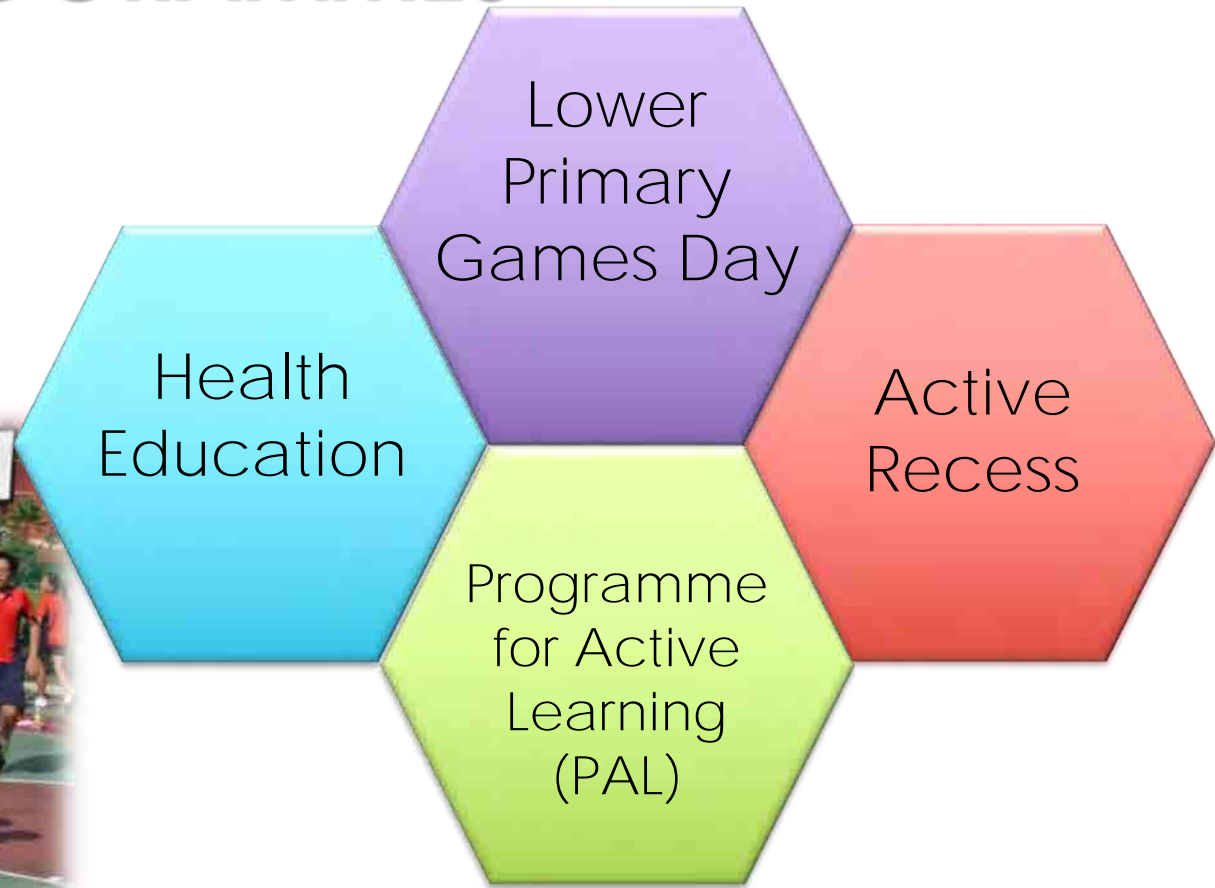 Lower
Primary
Games Day
Health
Education
Active
Recess
Programme
for Active
Learning
(PAL)